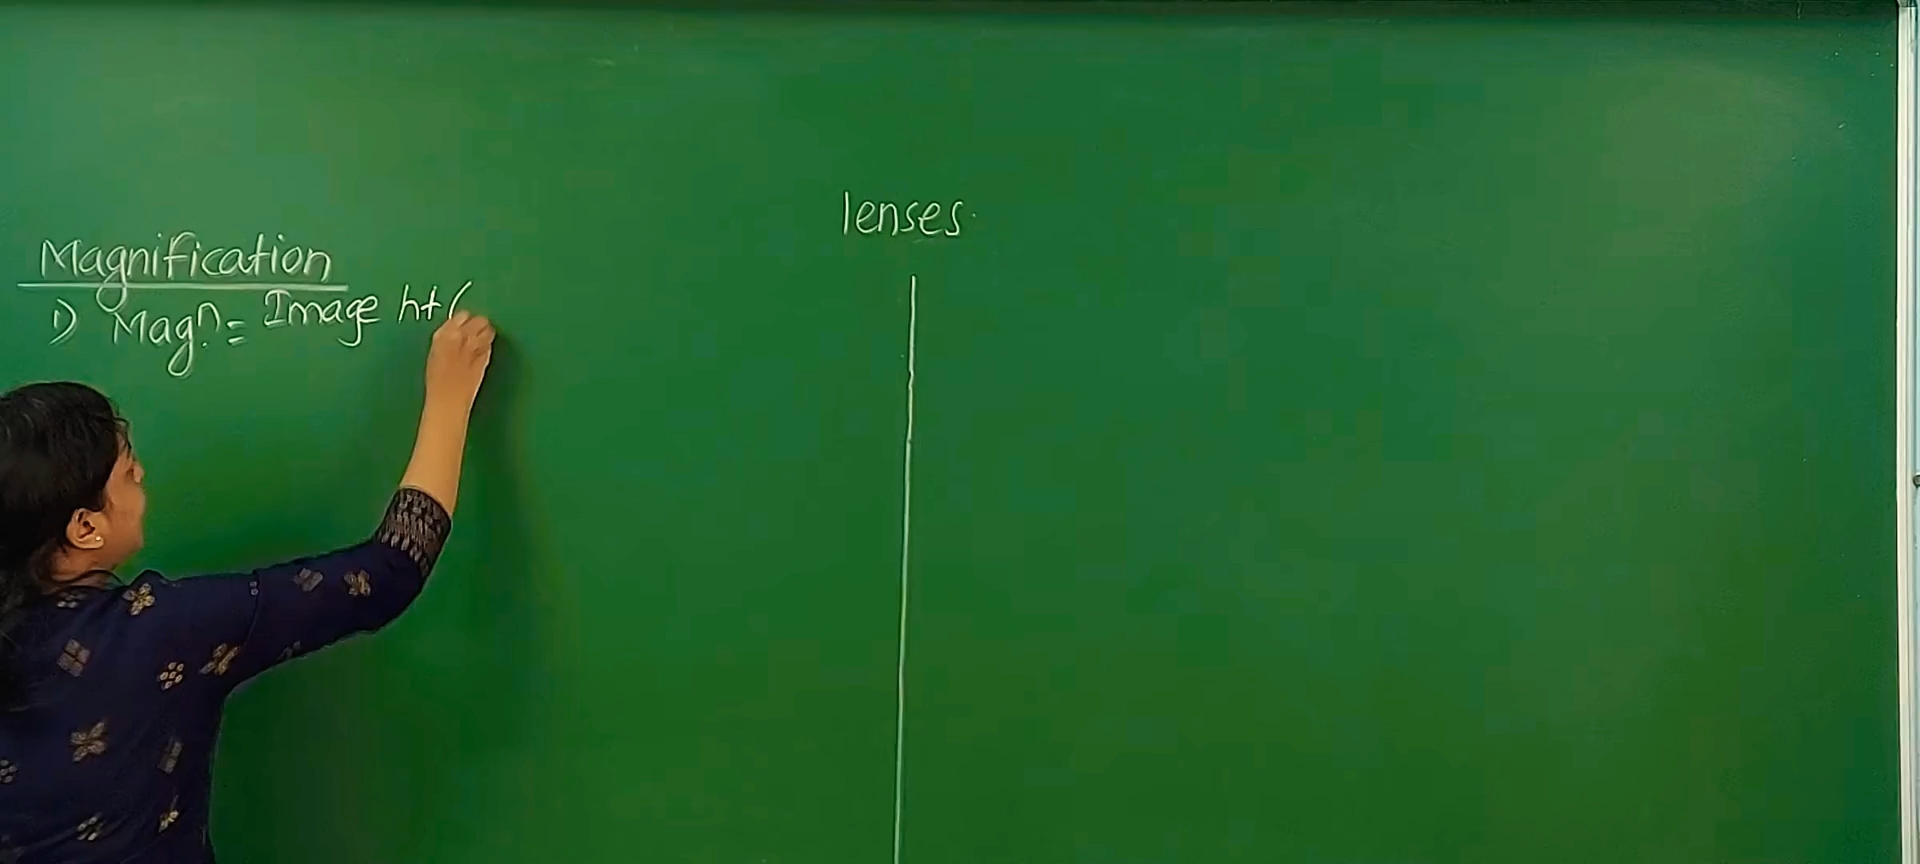 lenses.
Magnification
1) Magn. = Image ht (